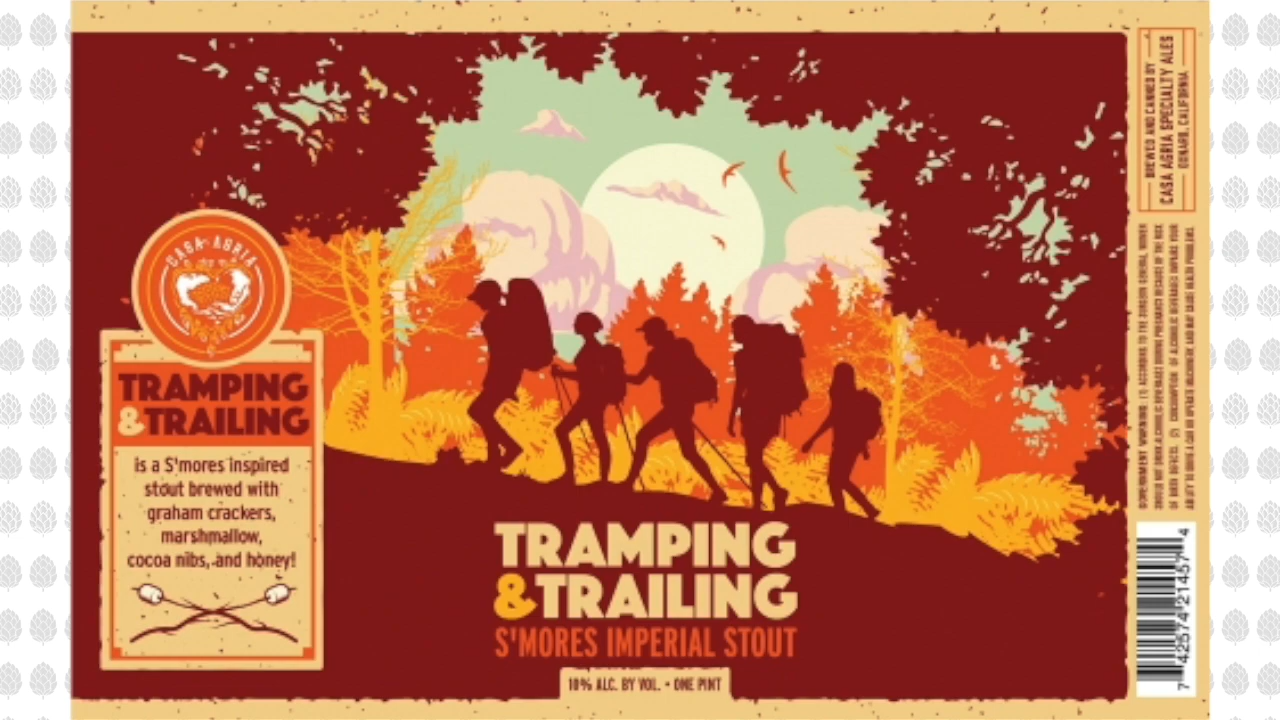 CASA AGRIA
TRAMPING
&TRAILING
is a S'mores inspired
stout brewed with
graham crackers,
marshmallow,
cocoa nibs, and honey!
TRAMPING
&TRAILING
S'MORES IMPERIAL STOUT
10% ALC. BY VOL. • ONE PINT
BREWED AND CANNED BY
CASA AGRIA SPECIALTY ALES
OXNARD, CALIFORNIA
GOVERNMENT WARNING: (1) ACCORDING TO THE SURGEON GENERAL, WOMEN
SHOULD NOT DRINK ALCOHOLIC BEVERAGES DURING PREGNANCY BECAUSE OF THE RISK
OF BIRTH DEFECTS. (2) CONSUMPTION OF ALCOHOLIC BEVERAGES IMPAIRS YOUR
ABILITY TO DRIVE A CAR OR OPERATE MACHINERY, AND MAY CAUSE HEALTH PROBLEMS.
7 42574 21457 4